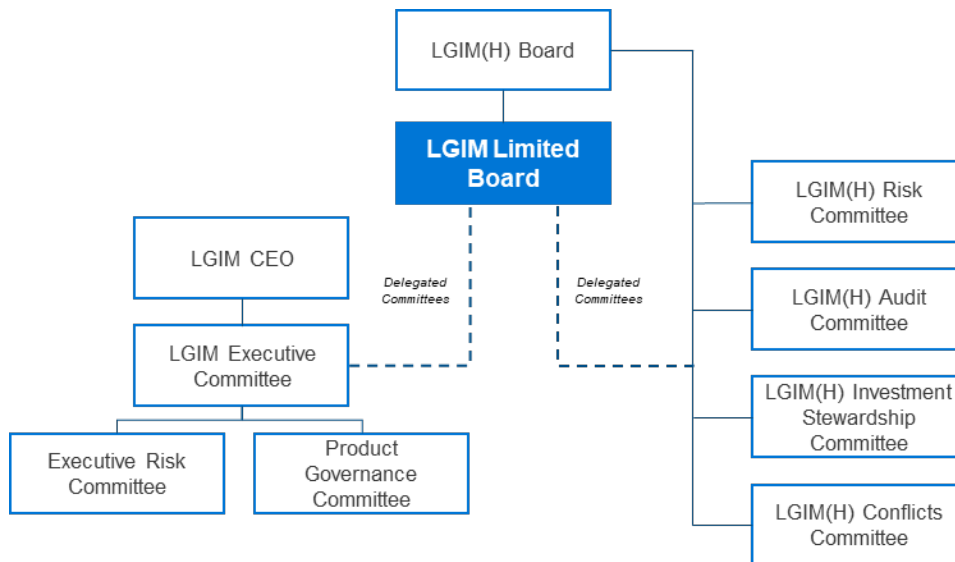 LGIM(H) Board
LGIM Limited
Board
LGIM(H) Risk
Committee
LGIM CEO
Delegated
Committees
Delegated
Committees
LGIM(H) Audit
Committee
LGIM Executive
Committee
LGIM(H) Investment
Stewardship
Committee
Executive Risk
Committee
Product
Governance
Committee
LGIM(H) Conflicts
Committee